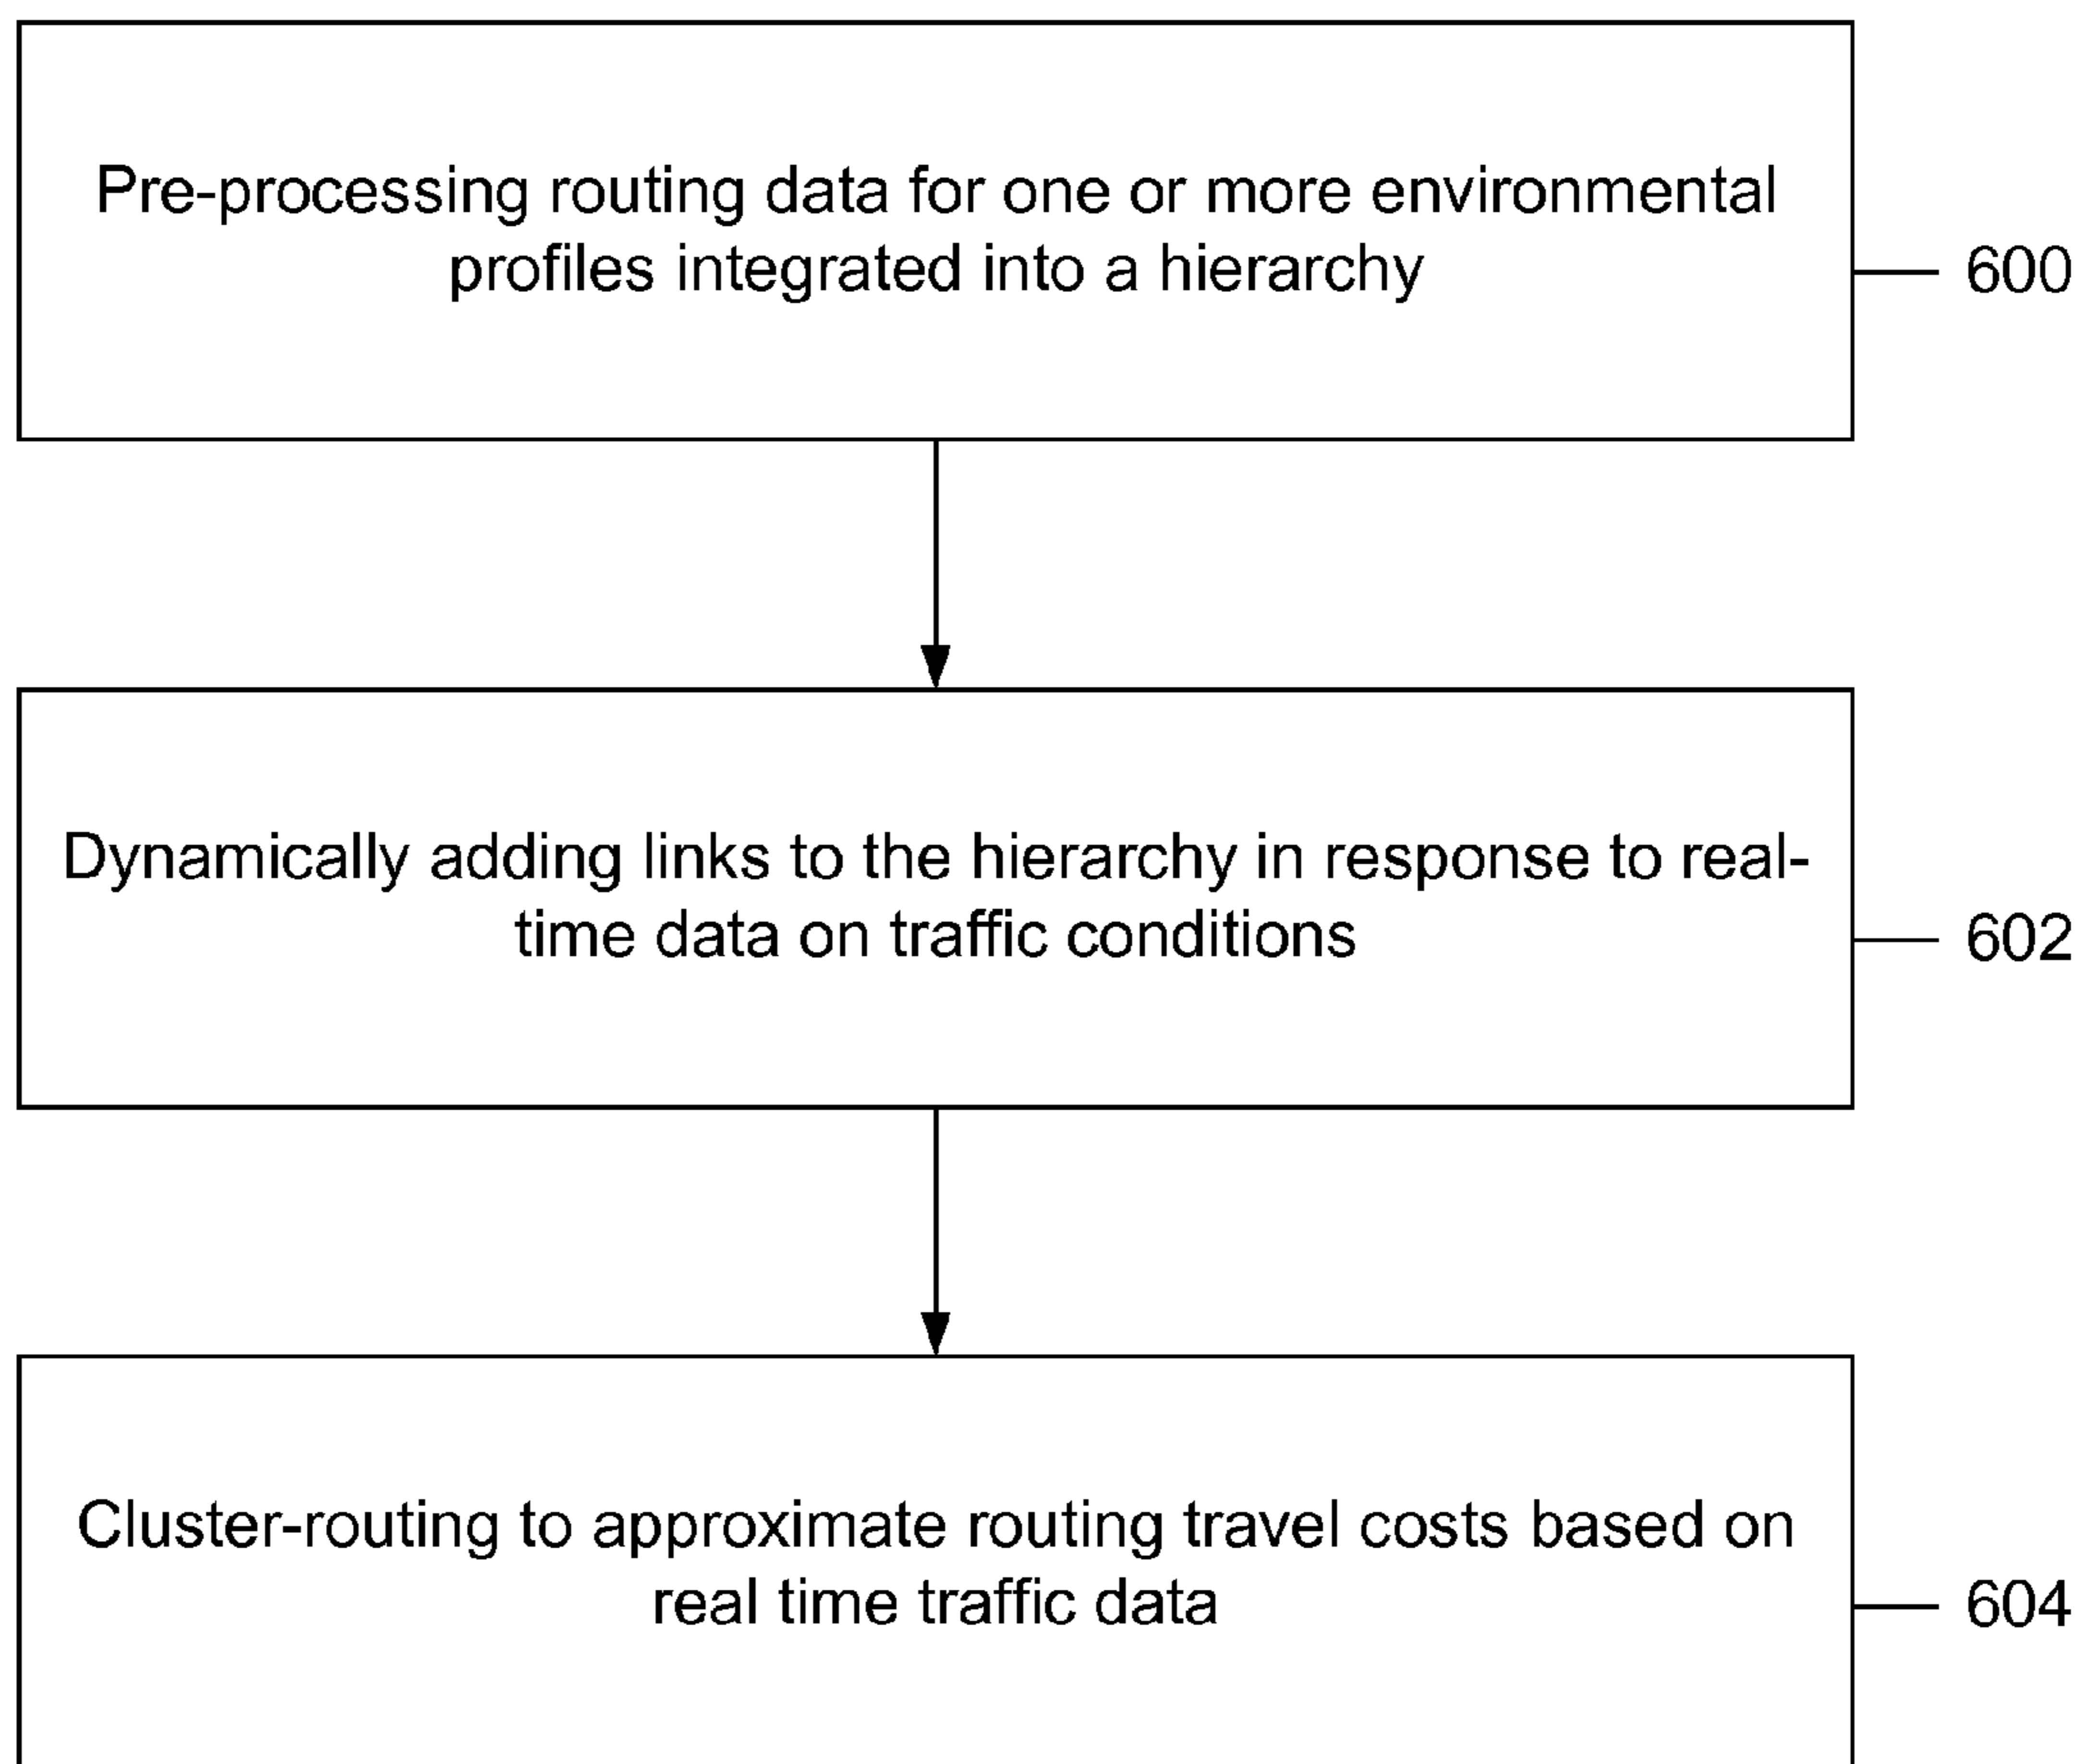 Pre-processing routing data for one or more environmental
profiles integrated into a hierarchy
600
Dynamically adding links to the hierarchy in response to real-
time data on traffic conditions
602
Cluster-routing to approximate routing travel costs based on
real time traffic data
604